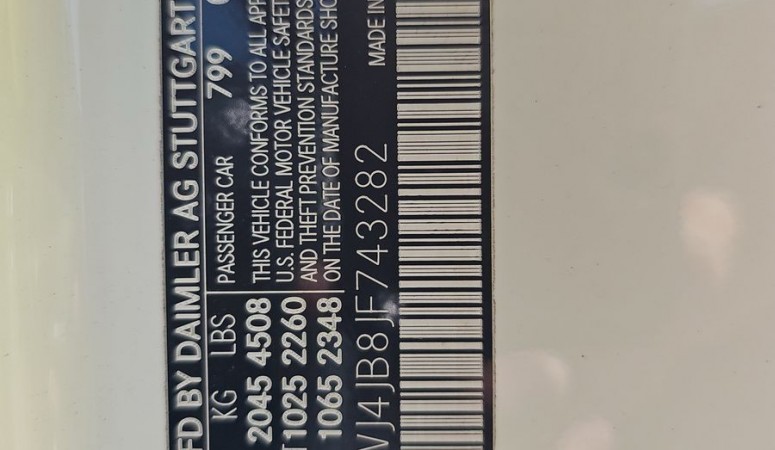 FD BY DAIMLER AG STUTTGART
KG LBS PASSENGER CAR 799
2045 4508 THIS VEHICLE CONFORMS TO ALL APP
T1025 2260 U.S. FEDERAL MOTOR VEHICLE SAFET
1065 2348 AND THEFT PREVENTION STANDARDS
ON THE DATE OF MANUFACTURE SHO
VJ4JB8JF743282 MADE IN